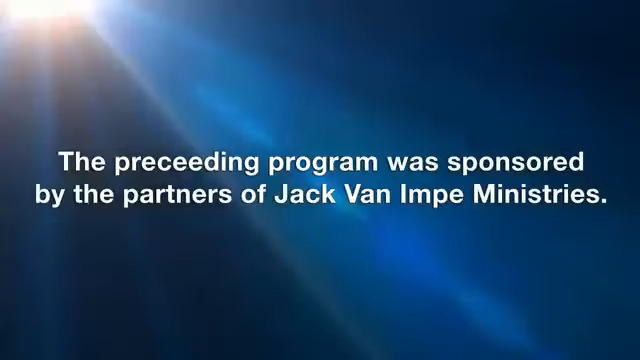 The preceeding program was sponsored
by the partners of Jack Van Impe Ministries.